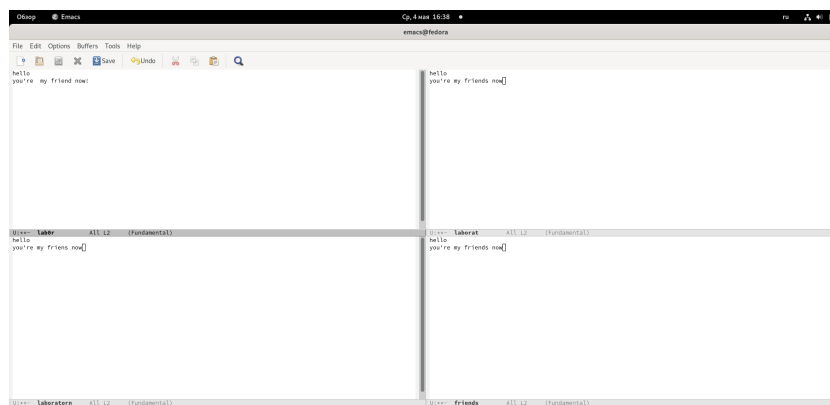 Обзор Emacs Ср, 4 мая 16:38 ru
emacs@fedora
File Edit Options Buffers Tools Help
Save Undo
hello
you're  my friend now!
U:**- lab0r All L2 (Fundamental)
hello
you're my friends now
U:**- laborat All L2 (Fundamental)
hello
you're my friens now
U:**- laboratorn All L2 (Fundamental)
hello
you're my friends now
U:**- friends All L2 (Fundamental)